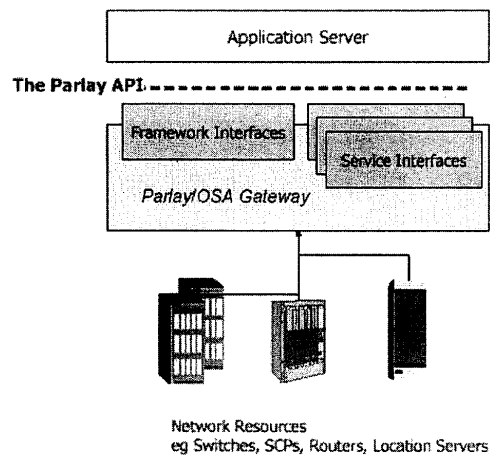 Application Server
The Parlay API
Framework Interfaces
Service Interfaces
Parlay/OSA Gateway
Network Resources
eg Switches, SCPs, Routers, Location Servers